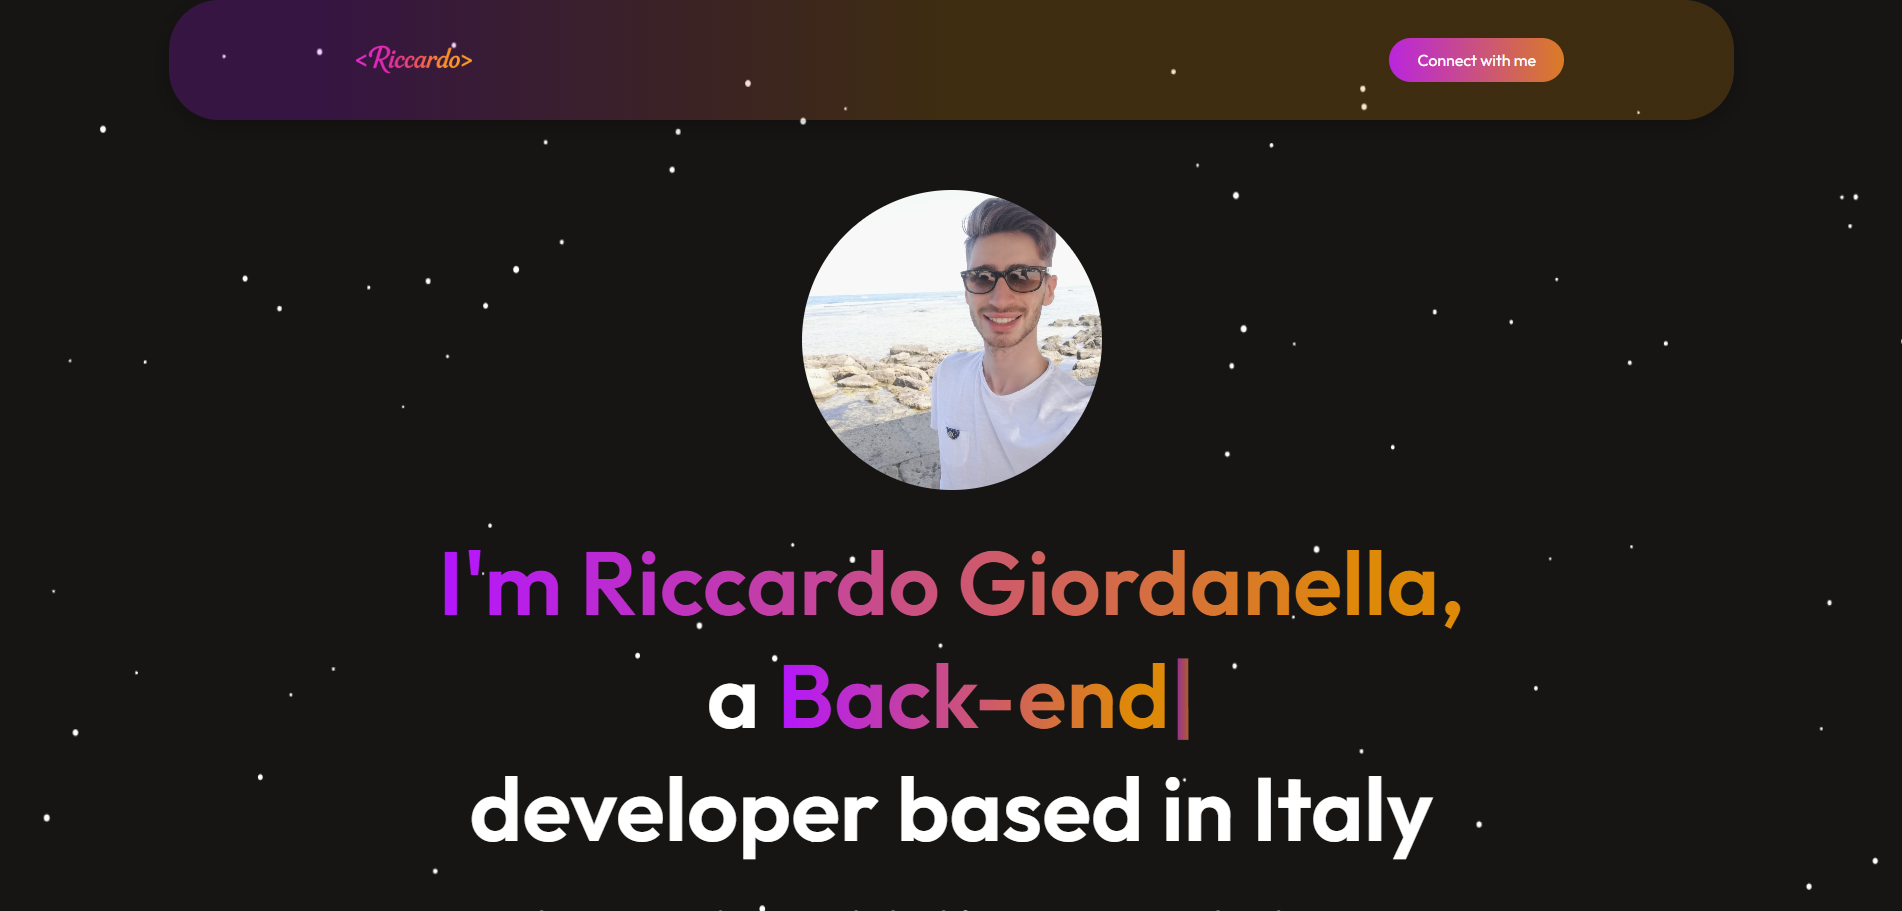 <Riccardo>
Connect with me
I'm Riccardo Giordanella,
a Back-end|
developer based in Italy